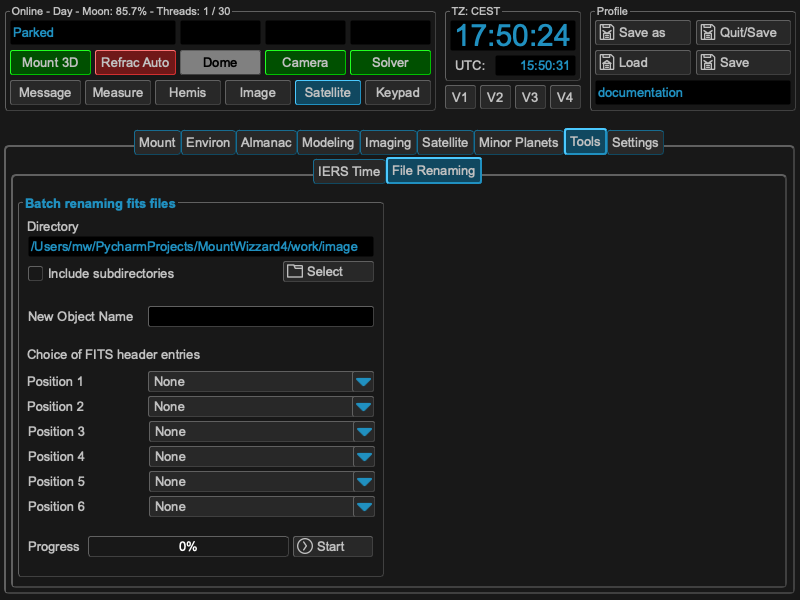 Online - Day - Moon: 85.7% - Threads: 1 / 30
Parked
Mount 3D Refrac Auto Dome Camera Solver
Message Measure Hemis Image Satellite Keypad
TZ: CEST
17:50:24
UTC: 15:50:31
V1 V2 V3 V4
Profile
Save as Quit/Save
Load Save
documentation
Mount Environ Almanac Modeling Imaging Satellite Minor Planets Tools Settings
IERS Time File Renaming
Batch renaming fits files
Directory
/Users/mw/PycharmProjects/MountWizzard4/work/image
Include subdirectories Select
New Object Name
Choice of FITS header entries
Position 1 None
Position 2 None
Position 3 None
Position 4 None
Position 5 None
Position 6 None
Progress 0% Start